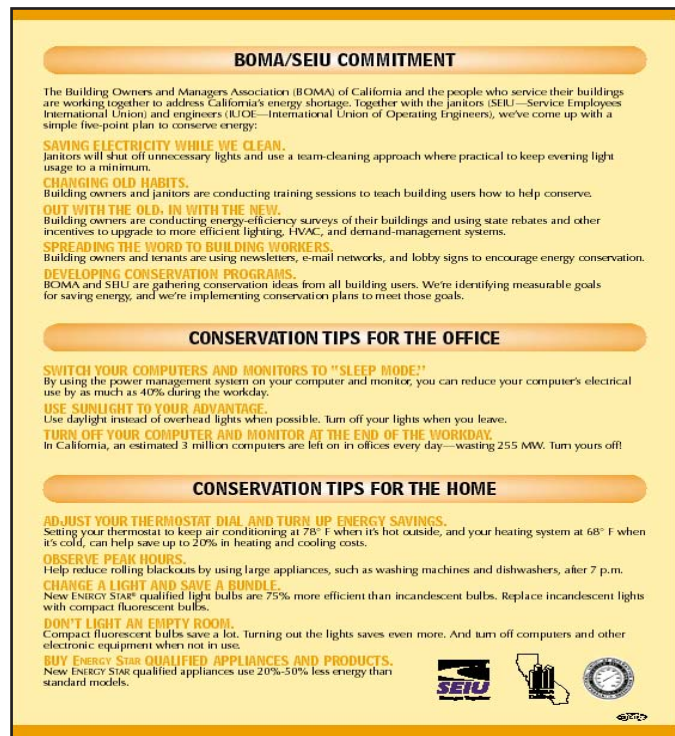 BOMA/SEIU COMMITMENT
The Building Owners and Managers Association (BOMA) of California and the people who service their buildings
are working together to address California's energy shortage. Together with the janitors (SEIU—Service Employees
International Union) and engineers (IUOE—International Union of Operating Engineers), we've come up with a
simple five-point plan to conserve energy:
SAVING ELECTRICITY WHILE WE CLEAN.
Janitors will shut off unnecessary lights and use a team-cleaning approach where practical to keep evening light
usage to a minimum.
CHANGING OLD HABITS.
Building owners and janitors are conducting training sessions to teach building users how to help conserve.
OUT WITH THE OLD, IN WITH THE NEW.
Building owners are conducting energy-efficiency surveys of their buildings and using state rebates and other
incentives to upgrade to more efficient lighting, HVAC, and demand-management systems.
SPREADING THE WORD TO BUILDING WORKERS.
Building owners and tenants are using newsletters, e-mail networks, and lobby signs to encourage energy conservation.
DEVELOPING CONSERVATION PROGRAMS.
BOMA and SEIU are gathering conservation ideas from all building users. We're identifying measurable goals
for saving energy, and we're implementing conservation plans to meet those goals.
CONSERVATION TIPS FOR THE OFFICE
SWITCH YOUR COMPUTERS AND MONITORS TO "SLEEP MODE."
By using the power management system on your computer and monitor, you can reduce your computer's electrical
use by as much as 40% during the workday.
USE SUNLIGHT TO YOUR ADVANTAGE.
Use daylight instead of overhead lights when possible. Turn off your lights when you leave.
TURN OFF YOUR COMPUTER AND MONITOR AT THE END OF THE WORKDAY.
In California, an estimated 3 million computers are left on in offices every day—wasting 255 MW. Turn yours off!
CONSERVATION TIPS FOR THE HOME
ADJUST YOUR THERMOSTAT DIAL AND TURN UP ENERGY SAVINGS.
Setting your thermostat to keep air conditioning at 78° F when it's hot outside, and your heating system at 68° F when
it's cold, can help save up to 20% in heating and cooling costs.
OBSERVE PEAK HOURS.
Help reduce rolling blackouts by using large appliances, such as washing machines and dishwashers, after 7 p.m.
CHANGE A LIGHT AND SAVE A BUNDLE.
New ENERGY STAR® qualified light bulbs are 75% more efficient than incandescent bulbs. Replace incandescent lights
with compact fluorescent bulbs.
DON'T LIGHT AN EMPTY ROOM.
Compact fluorescent bulbs save a lot. Turning out the lights saves even more. And turn off computers and other
electronic equipment when not in use.
BUY ENERGY STAR QUALIFIED APPLIANCES AND PRODUCTS.
New ENERGY STAR qualified appliances use 20%-50% less energy than
standard models.
SEIU
Stronger Together